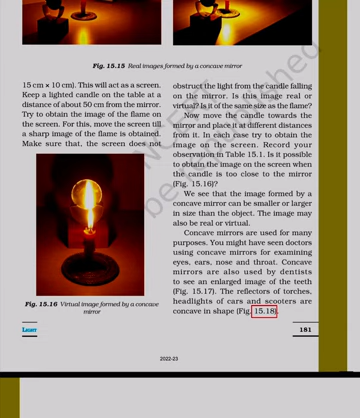 Fig. 15.15 Real images formed by a concave mirror
15 cm × 10 cm). This will act as a screen.
Keep a lighted candle on the table at a
distance of about 50 cm from the mirror.
Try to obtain the image of the flame on
the screen. For this, move the screen till
a sharp image of the flame is obtained.
Make sure that, the screen does not
Fig. 15.16 Virtual image formed by a concave
mirror
obstruct the light from the candle falling
on the mirror. Is this image real or
virtual? Is it of the same size as the flame?
Now move the candle towards the
mirror and place it at different distances
from it. In each case try to obtain the
image on the screen. Record your
observation in Table 15.1. Is it possible
to obtain the image on the screen when
the candle is too close to the mirror
(Fig. 15.16)?
We see that the image formed by a
concave mirror can be smaller or larger
in size than the object. The image may
also be real or virtual.
Concave mirrors are used for many
purposes. You might have seen doctors
using concave mirrors for examining
eyes, ears, nose and throat. Concave
mirrors are also used by dentists
to see an enlarged image of the teeth
(Fig. 15.17). The reflectors of torches,
headlights of cars and scooters are
concave in shape (Fig. 15.18).
Light
181
2022-23